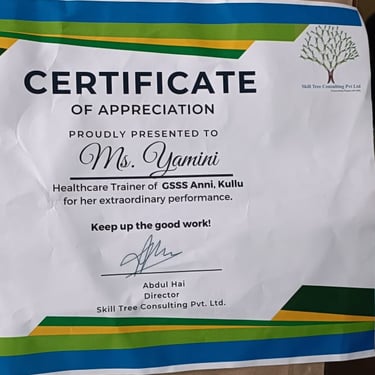 Skill Tree Consulting Pvt Ltd
CERTIFICATE
OF APPRECIATION
PROUDLY PRESENTED TO
Ms. Yamini
Healthcare Trainer of GSSS Anni, Kullu
for her extraordinary performance.
Keep up the good work!
Abdul Hai
Director
Skill Tree Consulting Pvt. Ltd.